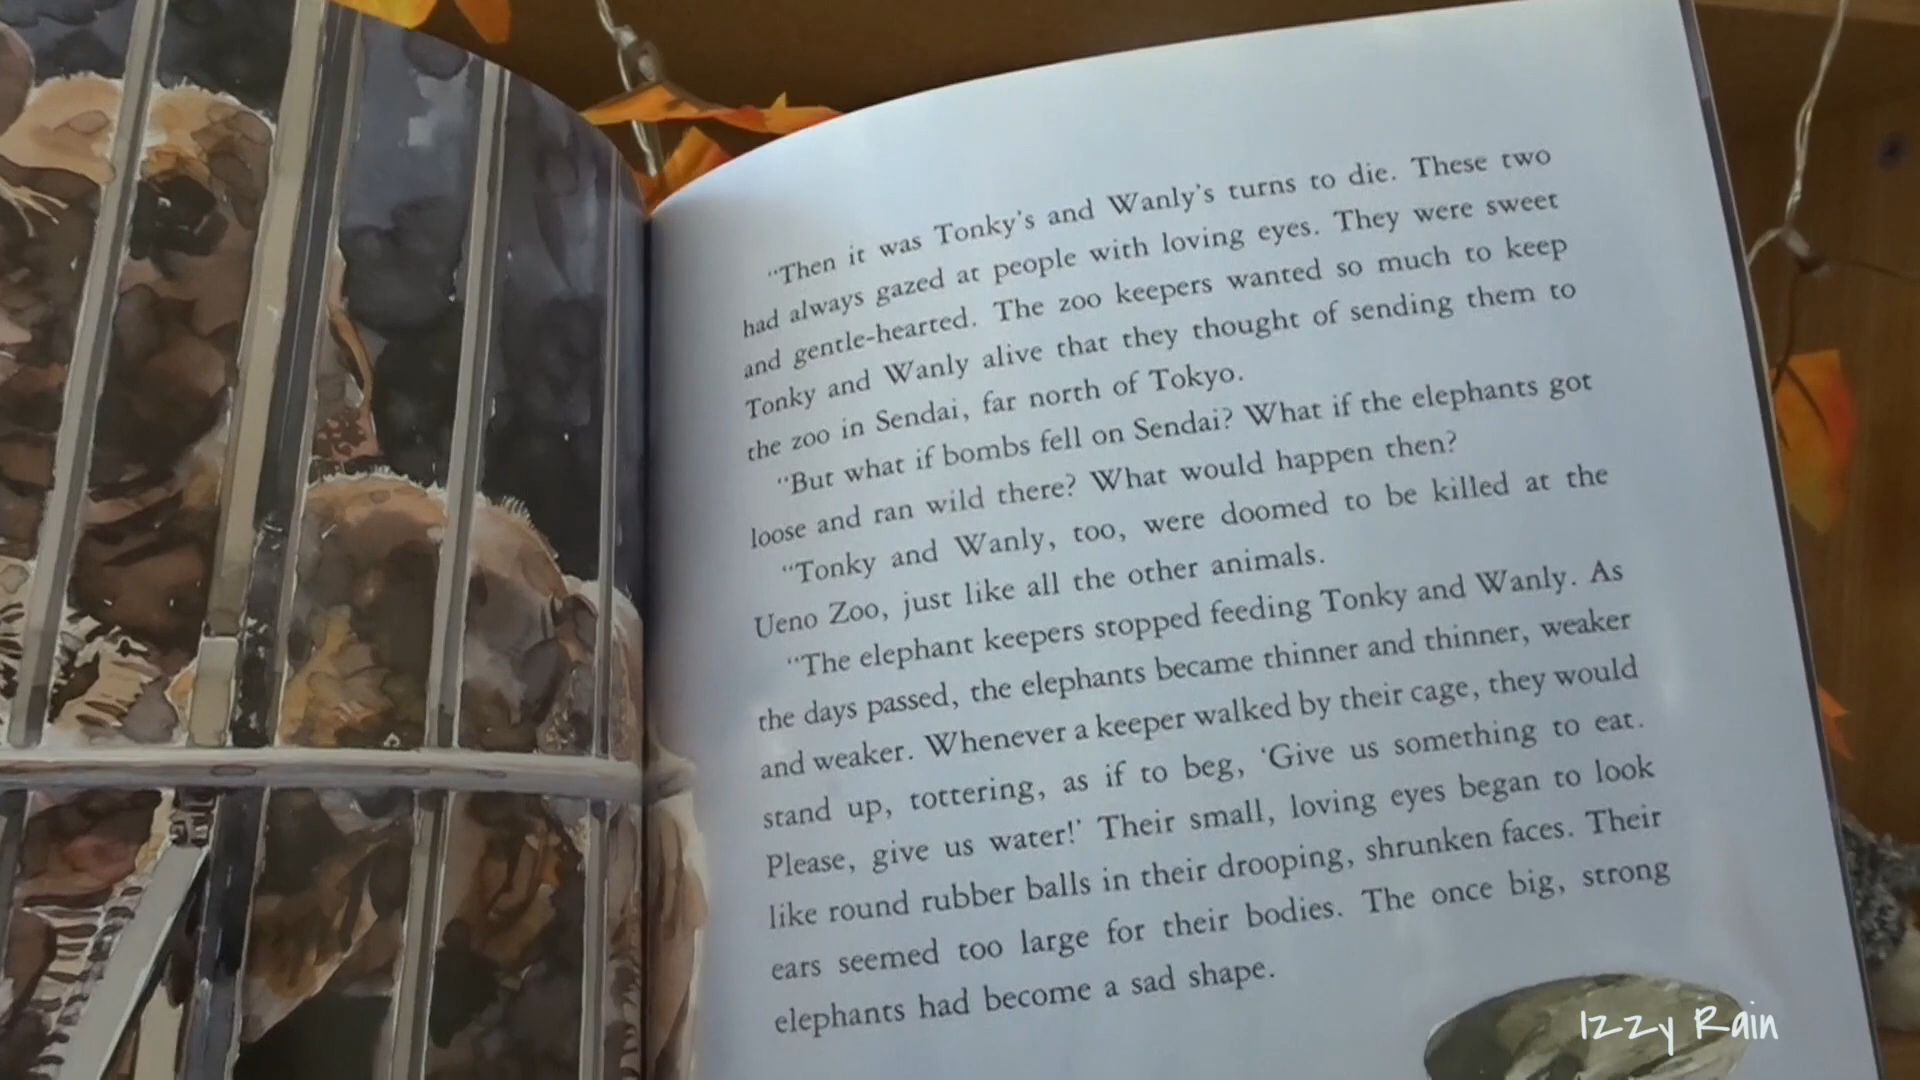 “Then it was Tonky's and Wanly's turns to die. These two
had always gazed at people with loving eyes. They were sweet
and gentle-hearted. The zoo keepers wanted so much to keep
Tonky and Wanly alive that they thought of sending them to
the zoo in Sendai, far north of Tokyo.
“But what if bombs fell on Sendai? What if the elephants got
loose and ran wild there? What would happen then?
“Tonky and Wanly, too, were doomed to be killed at the
Ueno Zoo, just like all the other animals.
“The elephant keepers stopped feeding Tonky and Wanly. As
the days passed, the elephants became thinner and thinner, weaker
and weaker. Whenever a keeper walked by their cage, they would
stand up, tottering, as if to beg, ‘Give us something to eat.
Please, give us water!’ Their small, loving eyes began to look
like round rubber balls in their drooping, shrunken faces. Their
ears seemed too large for their bodies. The once big, strong
elephants had become a sad shape.
Izzy Rain